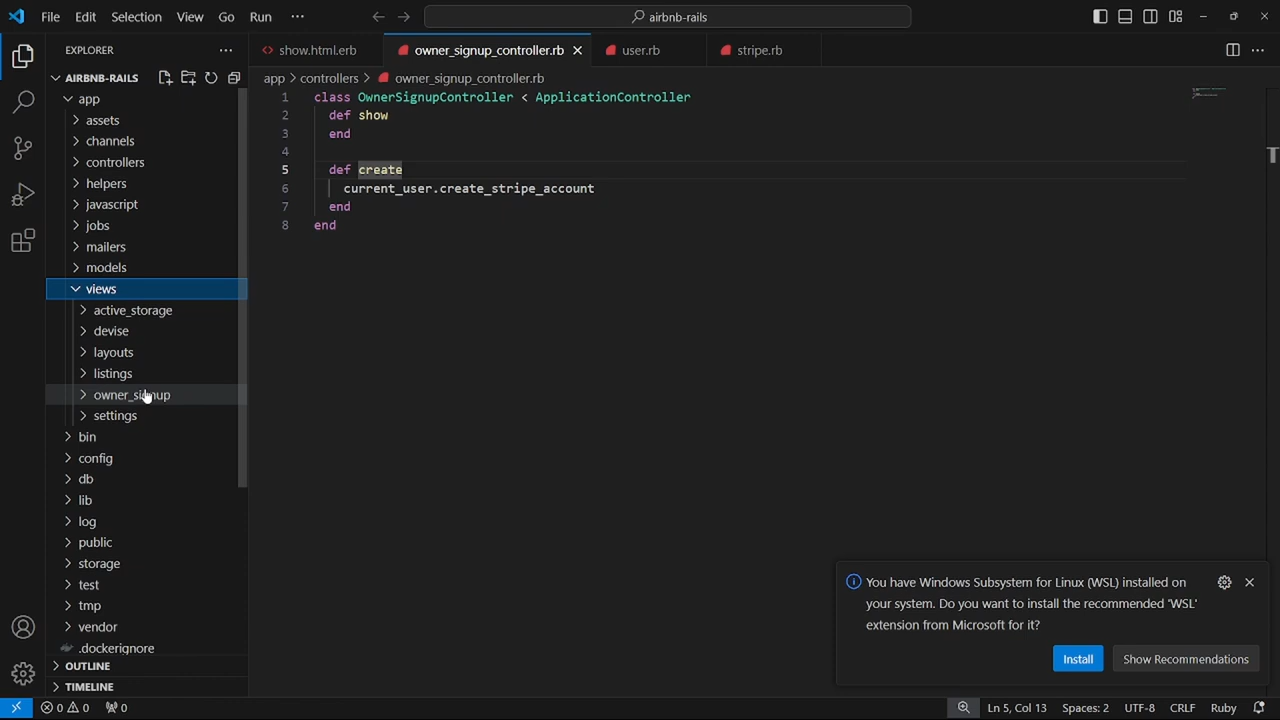 File Edit Selection View Go Run ··· airbnb-rails
EXPLORER ···
show.html.erb owner_signup_controller.rb user.rb stripe.rb ···
AIRBNB-RAILS
app > controllers > owner_signup_controller.rb
app
assets
channels
controllers
helpers
javascript
jobs
mailers
models
views
active_storage
devise
layouts
listings
owner_signup
settings
bin
config
db
lib
log
public
storage
test
tmp
vendor
.dockerignore
OUTLINE
TIMELINE
1 class OwnerSignupController < ApplicationController
2 def show
3 end
4
5 def create
6 current_user.create_stripe_account
7 end
8 end
You have Windows Subsystem for Linux (WSL) installed on
your system. Do you want to install the recommended 'WSL'
extension from Microsoft for it?
Install Show Recommendations
0 0 0 Ln 5, Col 13 Spaces: 2 UTF-8 CRLF Ruby